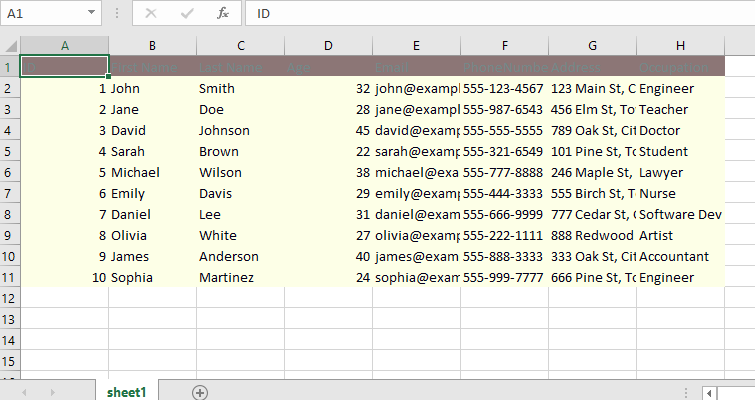 A1 fx ID
A B C D E F G H
1 ID First Name Last Name Age Email PhoneNumbe Address Occupation
2 1 John Smith 32 john@exampl 555-123-4567 123 Main St, C Engineer
3 2 Jane Doe 28 jane@exampl 555-987-6543 456 Elm St, To Teacher
4 3 David Johnson 45 david@examp 555-555-5555 789 Oak St, Cit Doctor
5 4 Sarah Brown 22 sarah@examp 555-321-6549 101 Pine St, To Student
6 5 Michael Wilson 38 michael@exa 555-777-8888 246 Maple St, Lawyer
7 6 Emily Davis 29 emily@examp 555-444-3333 555 Birch St, T Nurse
8 7 Daniel Lee 31 daniel@exam 555-666-9999 777 Cedar St, Software Dev
9 8 Olivia White 27 olivia@examp 555-222-1111 888 Redwood Artist
10 9 James Anderson 40 james@exam 555-888-3333 333 Oak St, Cit Accountant
11 10 Sophia Martinez 24 sophia@exam 555-999-7777 666 Pine St, To Engineer
12
13
14
15
sheet1